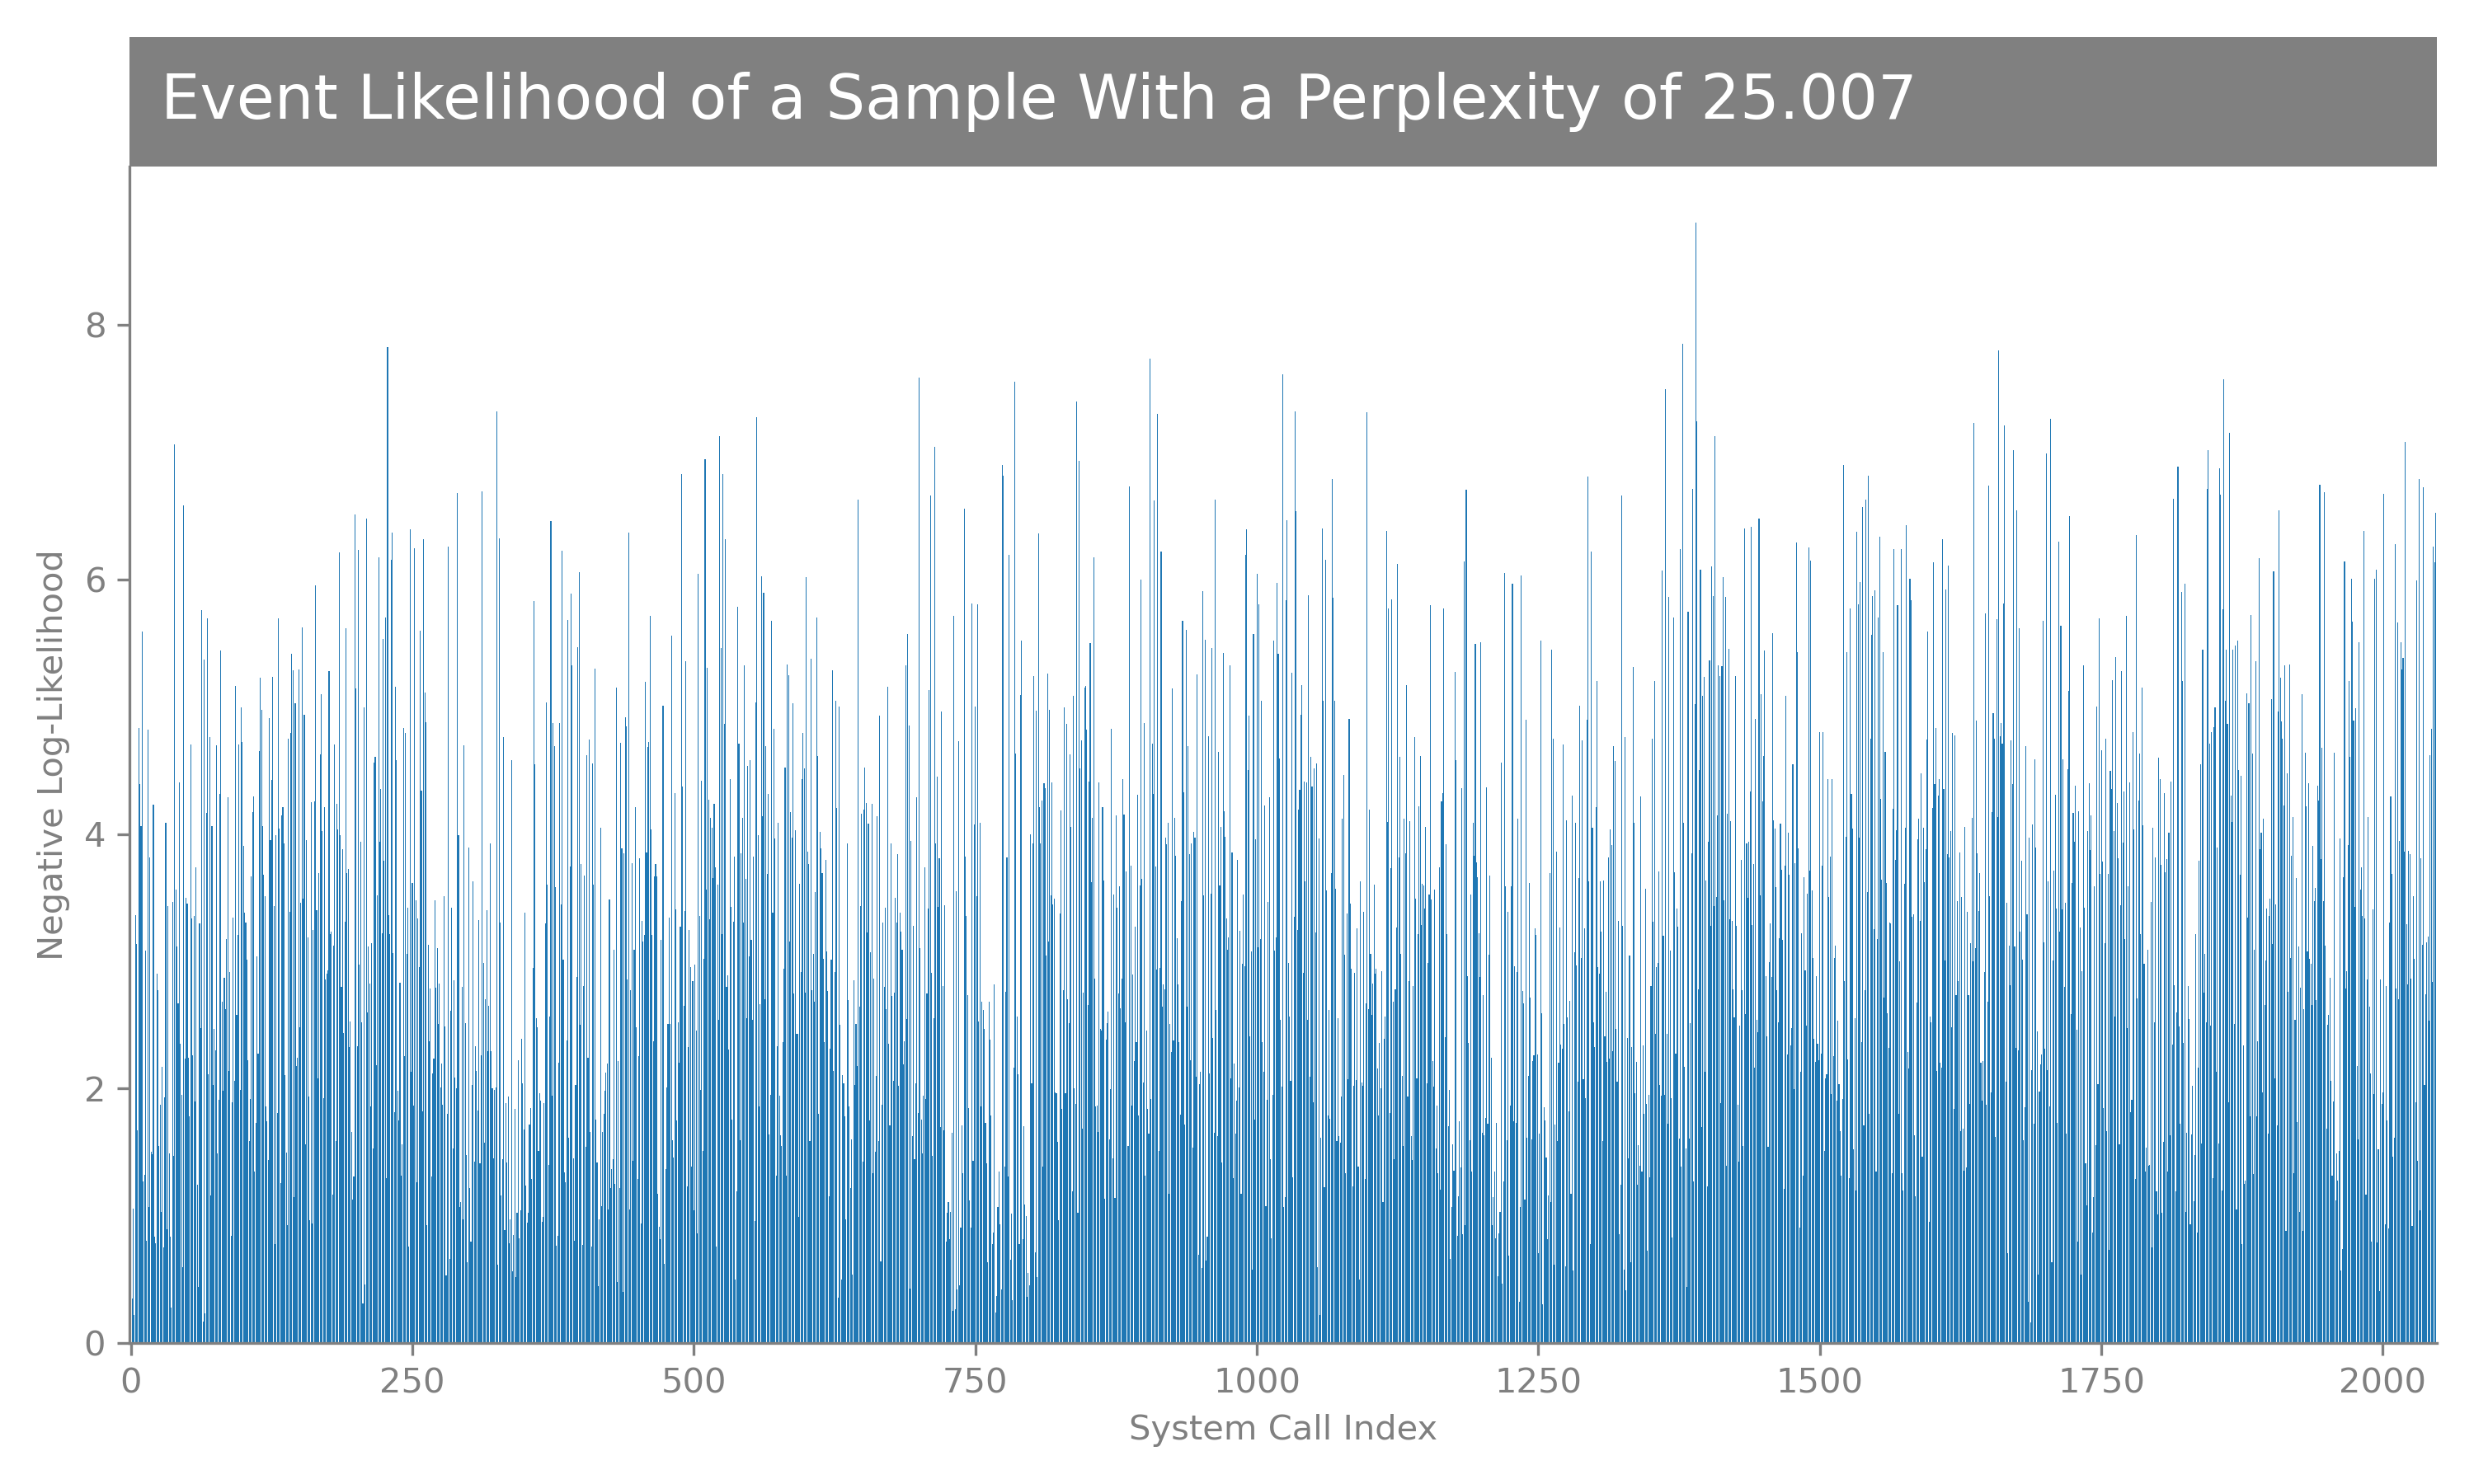 Event Likelihood of a Sample With a Perplexity of 25.007
Negative Log-Likelihood
8
6
4
2
0
0 250 500 750 1000 1250 1500 1750 2000
System Call Index